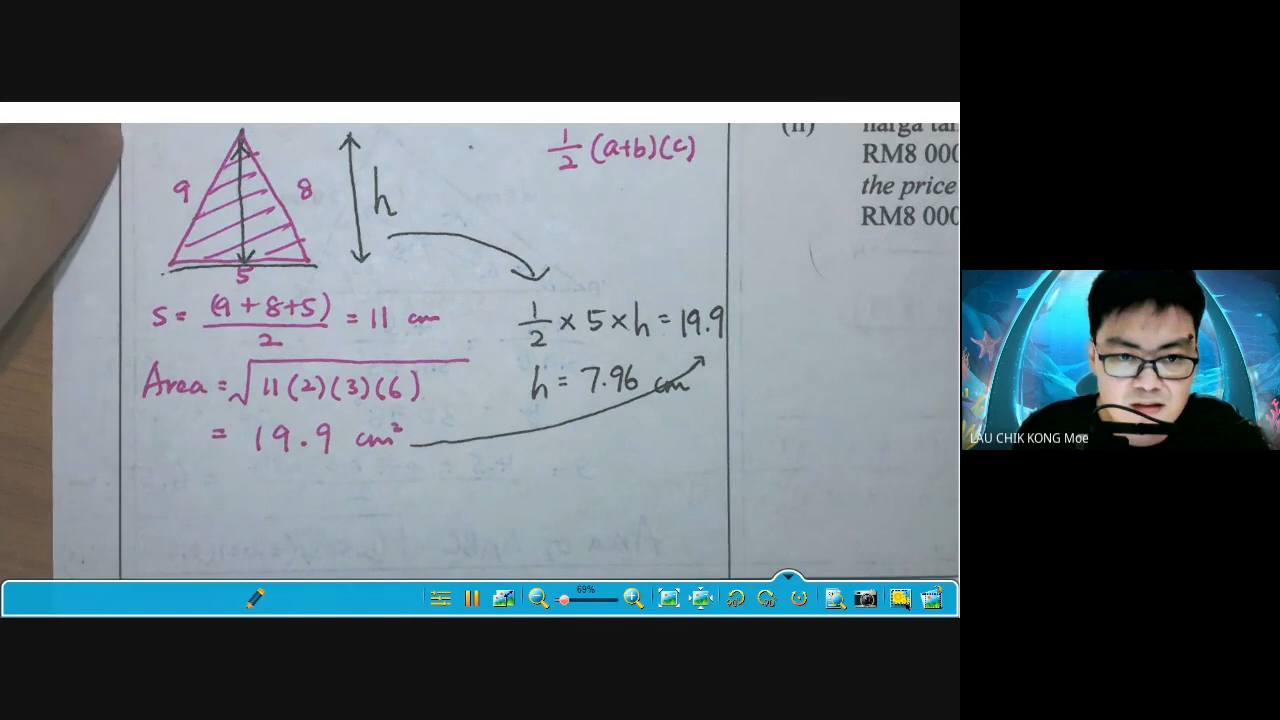 9
8
h
5
1/2 (a+b)(c)
s = (9+8+5)/2 = 11 cm
Area = √11(2)(3)(6)
= 19.9 cm²
1/2 × 5 × h = 19.9
h = 7.96 cm
(ii)
RM8 000
the price
RM8 000
LAU CHIK KONG Moe
69%